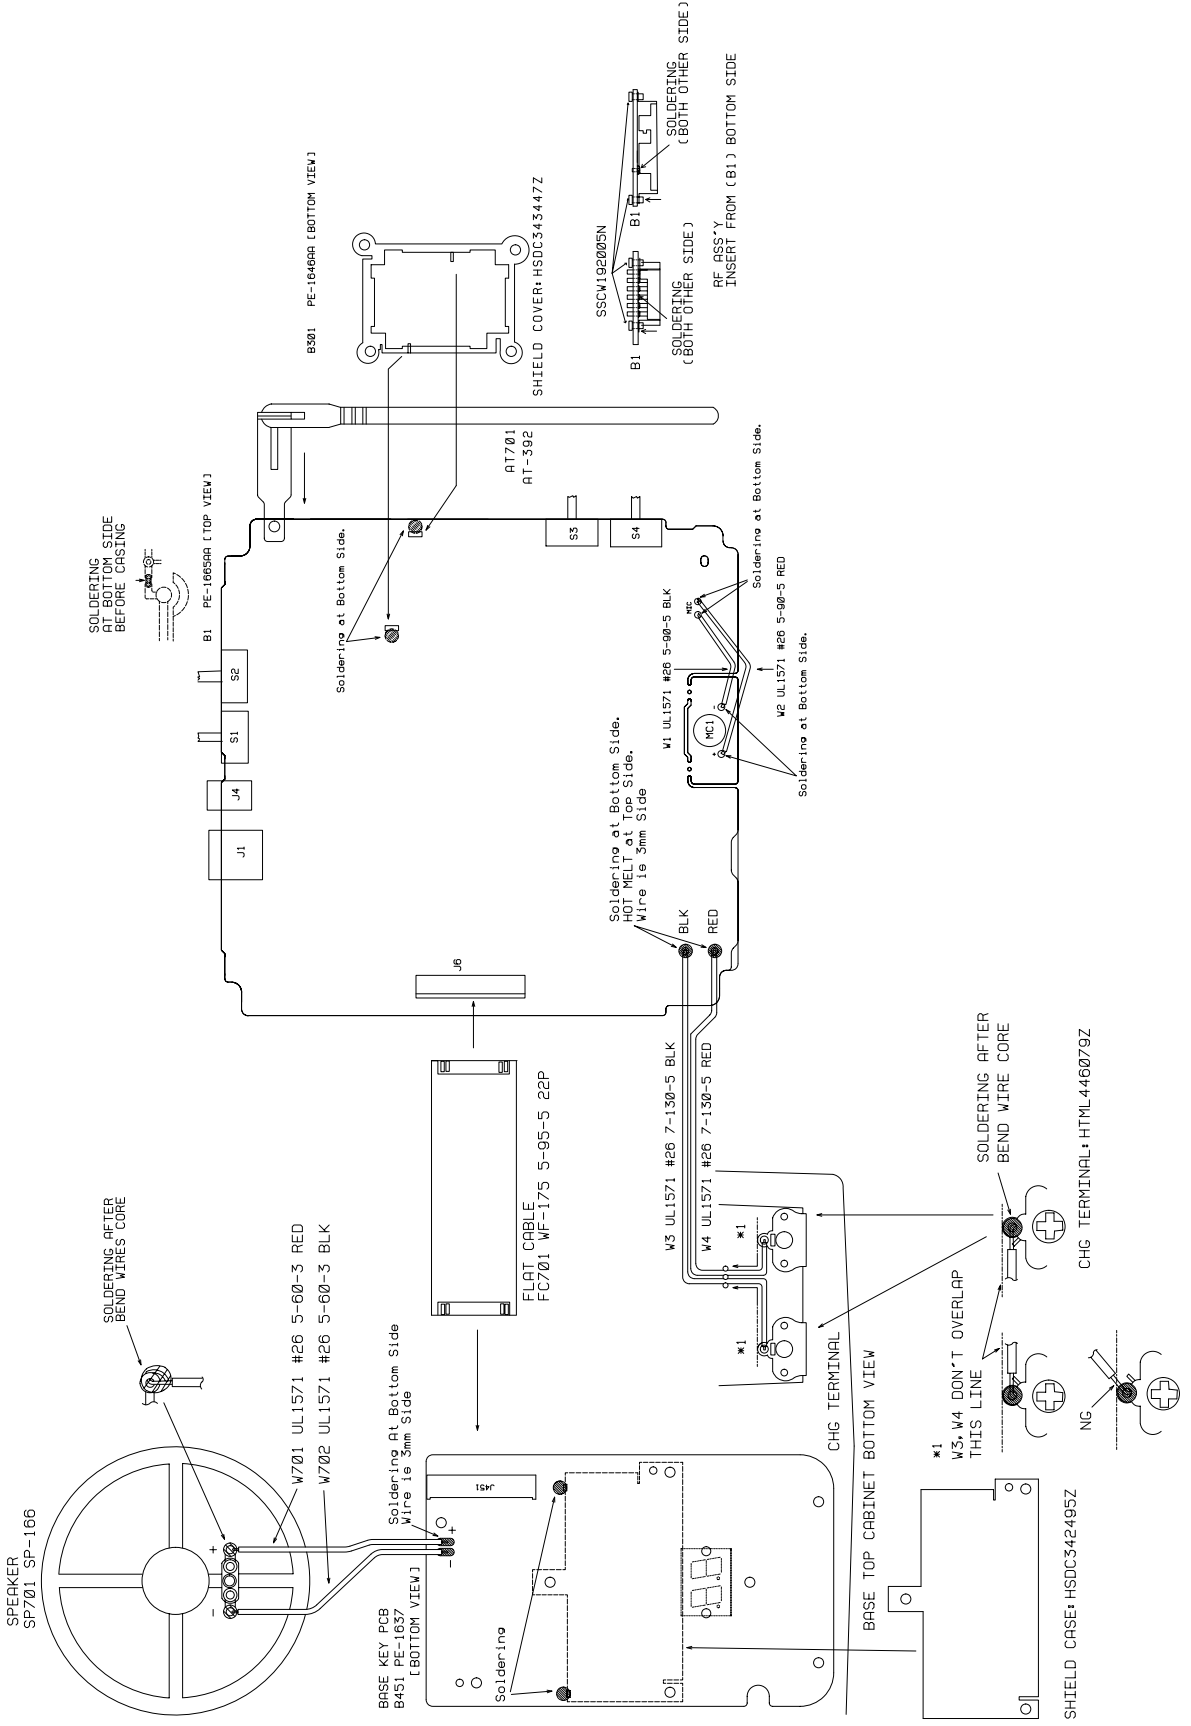 SPEAKER
SP701 SP-166
+
-
SOLDERING AFTER
BEND WIRES CORE
W701 UL1571 #26 5-60-3 RED
W702 UL1571 #26 5-60-3 BLK
Soldering At Bottom Side
Wire is 3mm Side
BASE KEY PCB
B451 PE-1637
[BOTTOM VIEW]
+
-
J451
Soldering
FLAT CABLE
FC701 WF-175 5-95-5 22P
SOLDERING
AT BOTTOM SIDE
BEFORE CASING
B1 PE-1665AA [TOP VIEW]
J1
J4
S1
S2
J6
S3
S4
Soldering at Bottom Side.
AT701
AT-392
B301 PE-1646AA [BOTTOM VIEW]
SHIELD COVER:HSDC343447Z
SSCW192005N
B1
SOLDERING
(BOTH OTHER SIDE)
B1
SOLDERING
(BOTH OTHER SIDE)
RF ASS'Y
INSERT FROM (B1) BOTTOM SIDE
Soldering at Bottom Side.
HOT MELT at Top Side.
Wire is 3mm Side
BLK
RED
W1 UL1571 #26 5-90-5 BLK
MIC
MC1
+
-
Soldering at Bottom Side.
W2 UL1571 #26 5-90-5 RED
Soldering at Bottom Side.
W3 UL1571 #26 7-130-5 BLK
W4 UL1571 #26 7-130-5 RED
*1
*1
CHG TERMINAL
BASE TOP CABINET BOTTOM VIEW
SHIELD CASE:HSDC342495Z
*1
W3,W4 DON'T OVERLAP
THIS LINE
NG
SOLDERING AFTER
BEND WIRE CORE
CHG TERMINAL:HTML446079Z